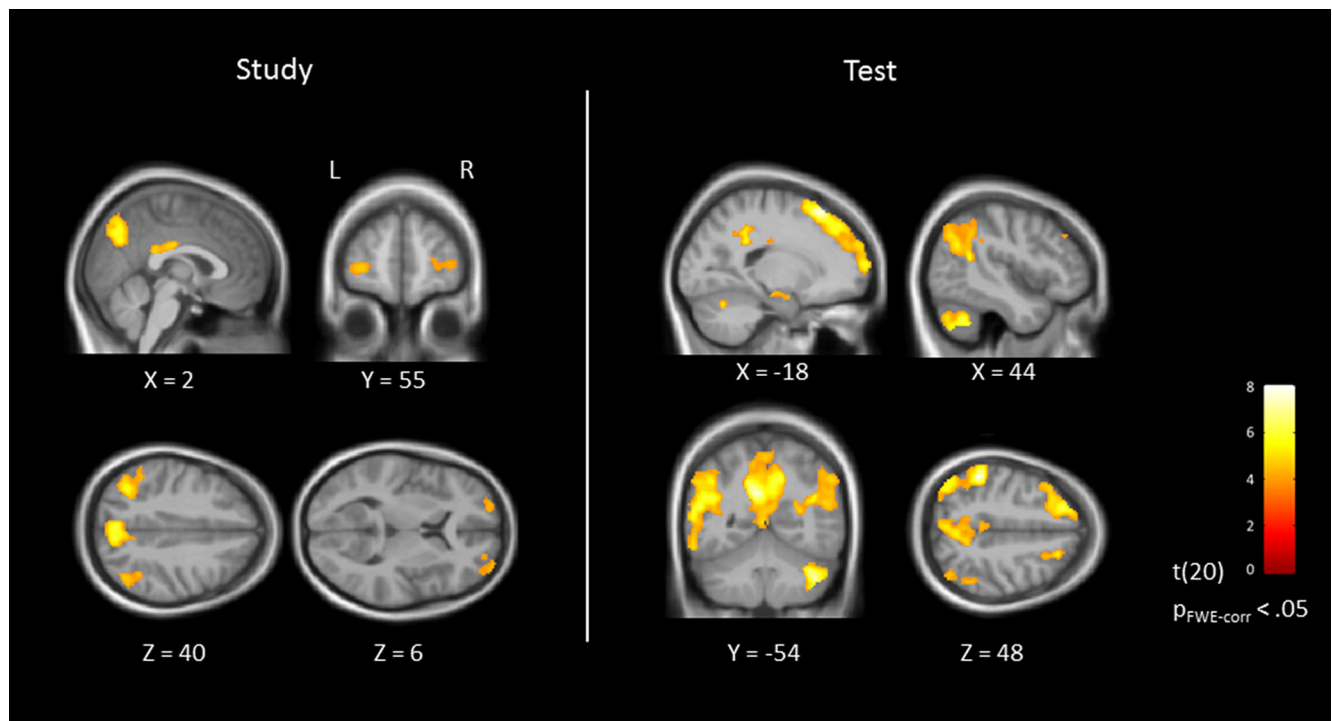 Study
Test
L
R
X = 2
Y = 55
X = -18
X = 44
Z = 40
Z = 6
Y = -54
Z = 48
8
6
4
2
0
t(20)
pFWE-corr < .05